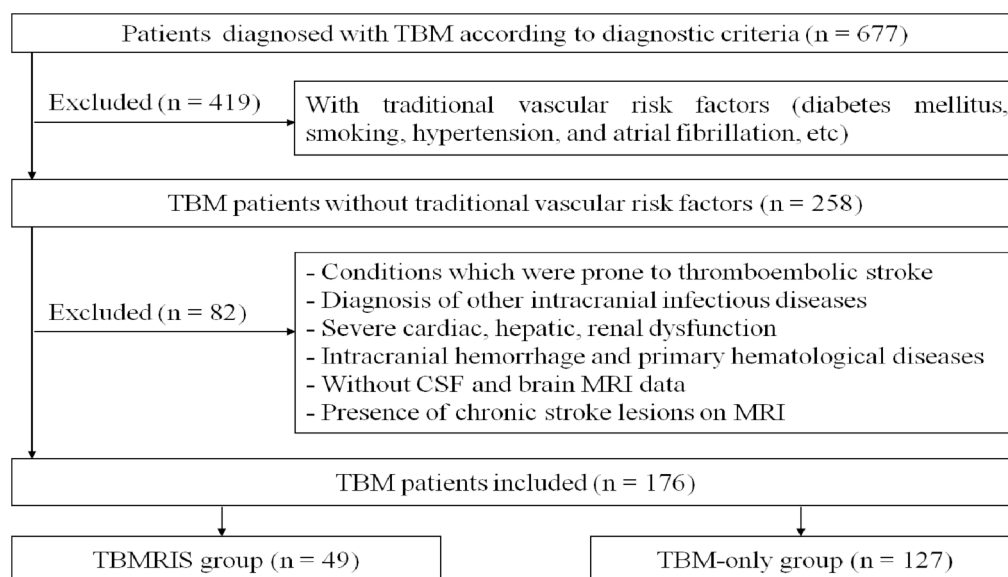 Patients diagnosed with TBM according to diagnostic criteria (n = 677)
Excluded (n = 419)
With traditional vascular risk factors (diabetes mellitus,
smoking, hypertension, and atrial fibrillation, etc)
TBM patients without traditional vascular risk factors (n = 258)
Excluded (n = 82)
- Conditions which were prone to thromboembolic stroke
- Diagnosis of other intracranial infectious diseases
- Severe cardiac, hepatic, renal dysfunction
- Intracranial hemorrhage and primary hematological diseases
- Without CSF and brain MRI data
- Presence of chronic stroke lesions on MRI
TBM patients included (n = 176)
TBMRIS group (n = 49)
TBM-only group (n = 127)